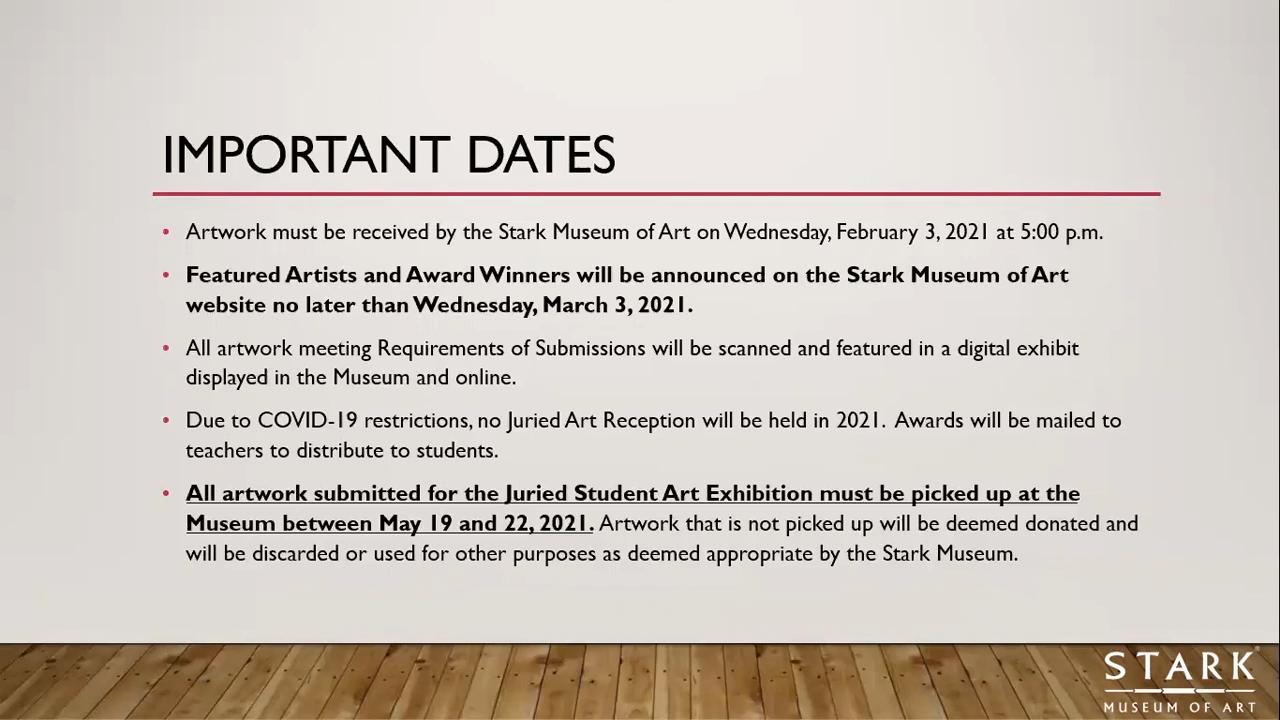 IMPORTANT DATES
• Artwork must be received by the Stark Museum of Art on Wednesday, February 3, 2021 at 5:00 p.m.
• Featured Artists and Award Winners will be announced on the Stark Museum of Art
website no later than Wednesday, March 3, 2021.
• All artwork meeting Requirements of Submissions will be scanned and featured in a digital exhibit
displayed in the Museum and online.
• Due to COVID-19 restrictions, no Juried Art Reception will be held in 2021. Awards will be mailed to
teachers to distribute to students.
• All artwork submitted for the Juried Student Art Exhibition must be picked up at the
Museum between May 19 and 22, 2021. Artwork that is not picked up will be deemed donated and
will be discarded or used for other purposes as deemed appropriate by the Stark Museum.
STARK
MUSEUM OF ART